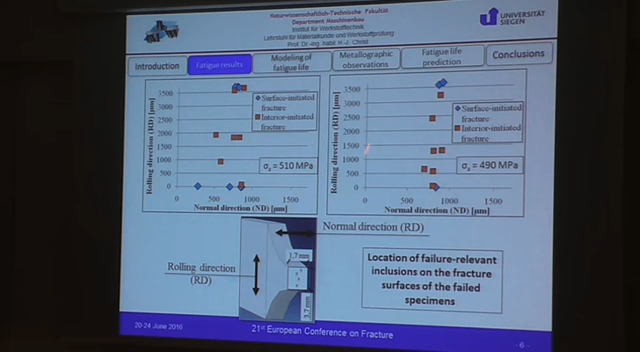 Naturwissenschaftlich-Technische Fakultät
Department Maschinenbau
Institut für Werkstofftechnik
Lehrstuhl für Materialkunde und Werkstoffprüfung
Prof. Dr.-Ing. habil. H.-J. Christ
UNIVERSITÄT
SIEGEN
Introduction
Fatigue results
Modeling of
fatigue life
Metallographic
observations
Fatigue life
prediction
Conclusions
Rolling direction (RD) [µm]
3500
3000
2500
2000
1500
1000
500
0
0 500 1000 1500
Normal direction (ND) [µm]
Surface-initiated
fracture
Interior-initiated
fracture
σa = 510 MPa
Rolling direction (RD) [µm]
3500
3000
2500
2000
1500
1000
500
0
0 500 1000 1500
Normal direction (ND) [µm]
Surface-initiated
fracture
Interior-initiated
fracture
σa = 490 MPa
Normal direction (RD)
Rolling direction
(RD)
1,7 mm
3,7 mm
Location of failure-relevant
inclusions on the fracture
surfaces of the failed
specimens
20-24 June 2016
21st European Conference on Fracture
- 6 -